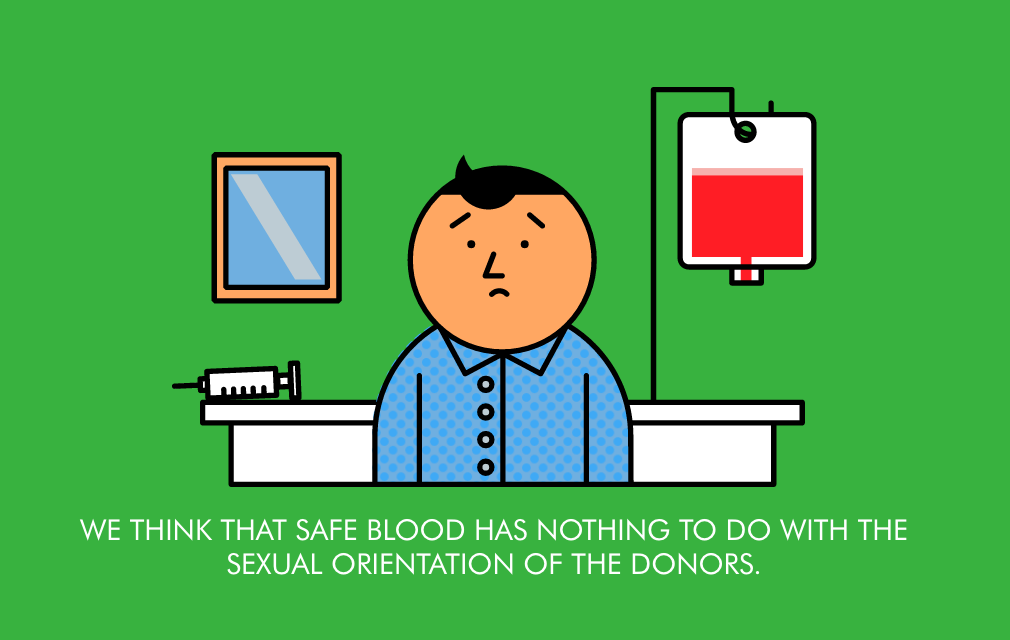 WE THINK THAT SAFE BLOOD HAS NOTHING TO DO WITH THE
SEXUAL ORIENTATION OF THE DONORS.